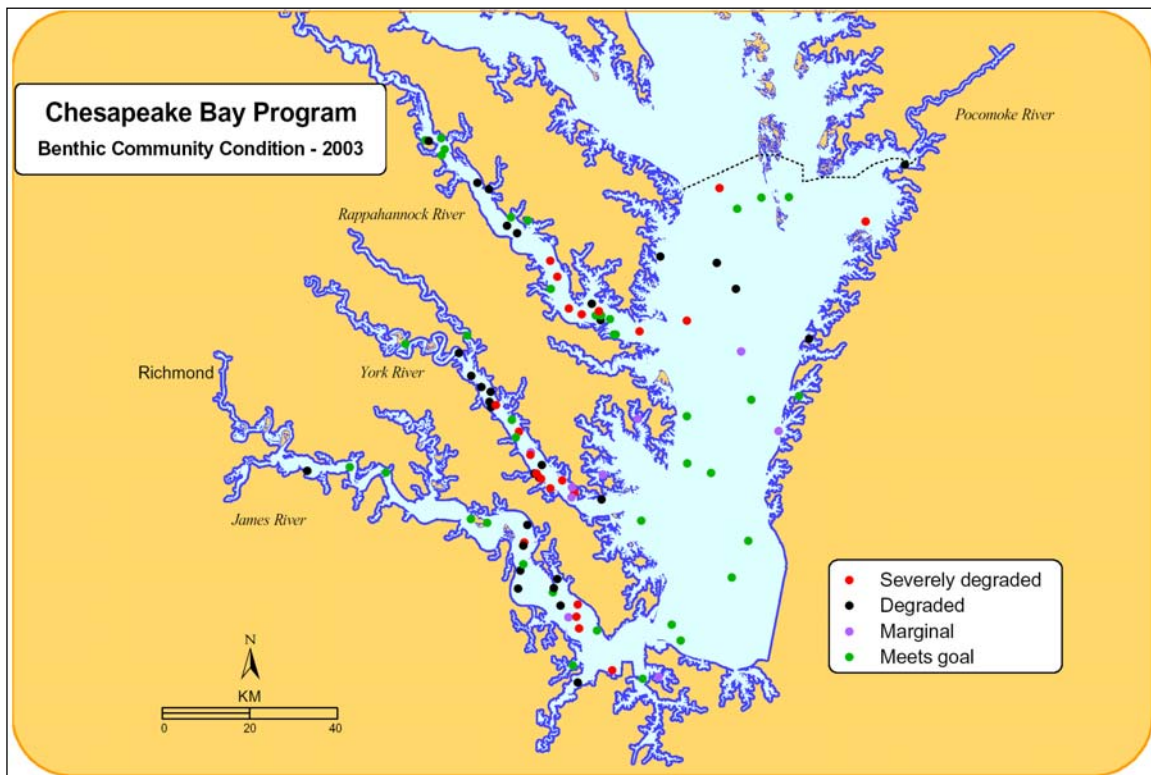 Chesapeake Bay Program
Benthic Community Condition - 2003
Pocomoke River
Rappahannock River
York River
Richmond
James River
Severely degraded
Degraded
Marginal
Meets goal
N
KM
0 20 40